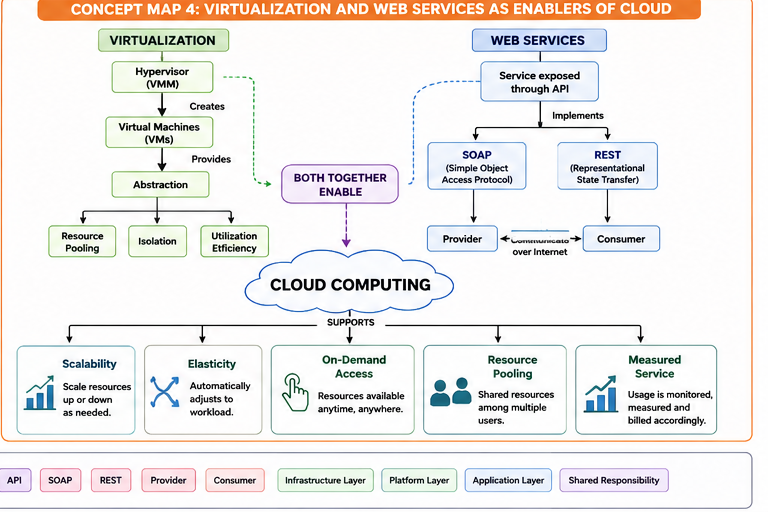 CONCEPT MAP 4: VIRTUALIZATION AND WEB SERVICES AS ENABLERS OF CLOUD
VIRTUALIZATION
Hypervisor
(VMM)
Creates
Virtual Machines
(VMs)
Provides
Abstraction
Resource
Pooling
Isolation
Utilization
Etficiency
WEB SERVICES
Service exposed
through API
Implements
SOAP
(Simple Object
Access Protocol)
REST
(Representational
State Transfer)
Provider
over Internet
Consumer
BOTH TOGETHER
ENABLE
CLOUD COMPUTING
SUPPORTS
Scalability
Scale resources
up or down
as needed.
Elasticity
Automatically
adjusts to
workload.
On-Demand
Access
Resources available
anytime, anywhere.
Resource
Pooling
Shared resources
among multiple
users.
Measured
Service
Usage is monitored,
measured and
billed accordingly.
API
SOAP
REST
Provider
Consumer
Infrastructure Layer
Platform Layer
Application Layer
Shared Responsibility